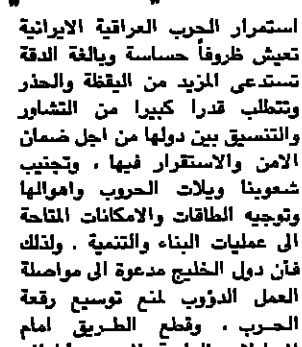 استمرار الحرب العراقية الايرانية
تعيش ظروفاً حساسة وبالغة الدقة
تستدعى المزيد من اليقظة والحذر
وتتطلب قدرا كبيرا من التشاور
والتنسيق بين دولها من اجل ضمان
الامن والاستقرار فيها ، وتجنيب
شعوبنا ويلات الحروب واهوالها
وتوجيه الطاقات والامكانات المتاحة
الى عمليات البناء والتنمية . ولذلك
فأن دول الخليج مدعوة الى مواصلة
العمل الدؤوب لمنع توسيع رقعة
الحرب ، وقطع الطريق امام